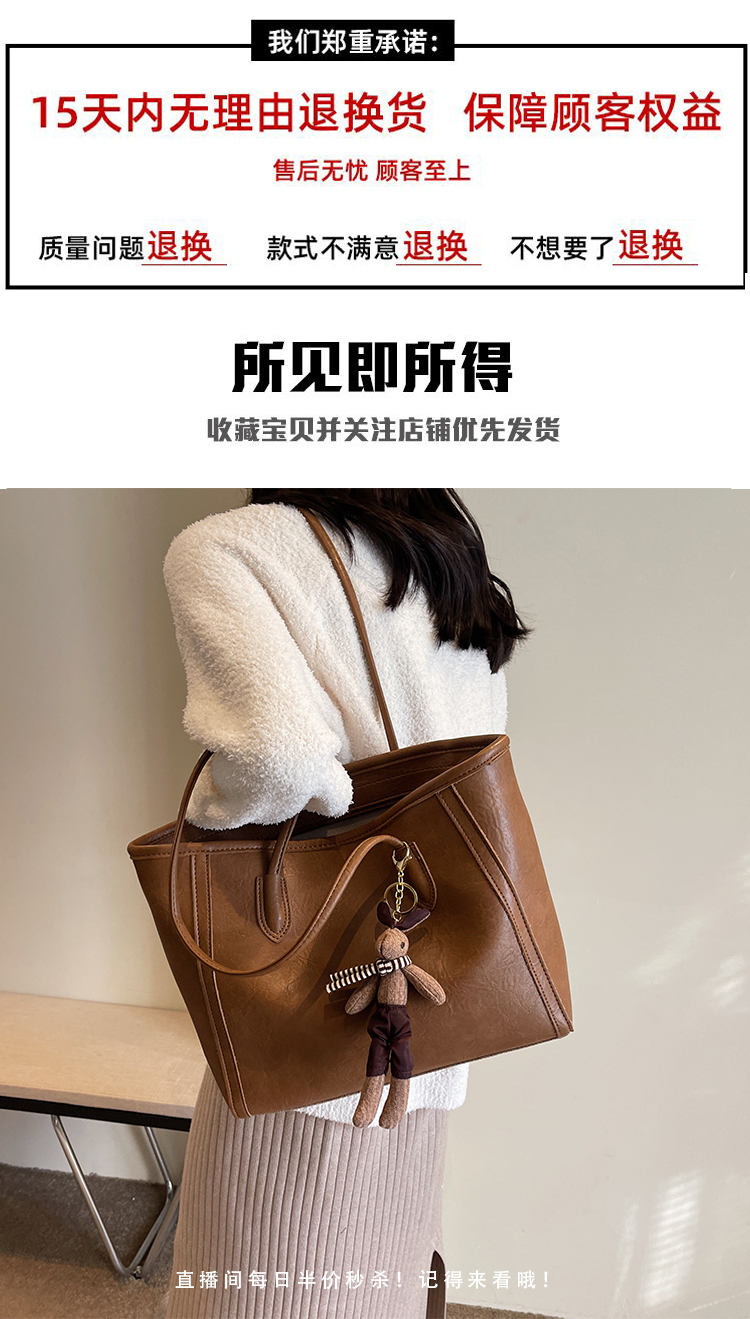 我们郑重承诺：
15天内无理由退换货 保障顾客权益
售后无忧 顾客至上
质量问题退换 款式不满意退换 不想要了退换
所见即所得
收藏宝贝并关注店铺优先发货
直播间每日半价秒杀！记得来看哦！